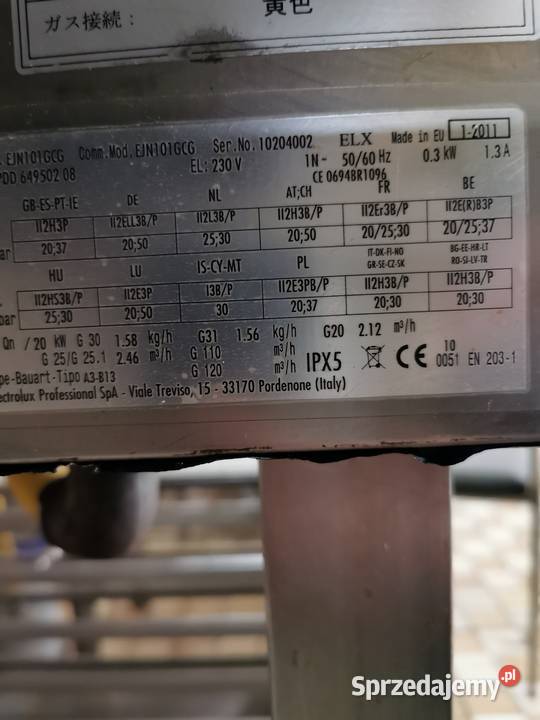 黄色
ガス接続:
EJN101GCG Comm.Mod. EJN101GCG Ser.No. 10204002 ELX Made in EU 1-2011
PDD 649502 08 EL: 230 V 1N- 50/60 Hz 0.3 kW 1.3 A
CE 0694BR1096
GB-ES-PT-IE DE NL AT;CH FR BE
II2H3P II2ELL3B/P II2L3B/P II2H3B/P II2Er3B/P II2E(R)B3P
bar 20;37 20;50 25;30 20;50 20/25;30 20/25;37
HU LU IS-CY-MT PL IT-DK-FI-NO GR-SE-CZ-SK BG-EE-HR-LT RO-SI-LV-TR
II2HS3B/P II2E3P I3B/P II2E3PB/P II2H3B/P II2H3B/P
bar 25;30 20;50 30 20;37 20;30 20;30
Qn / 20 kW G 30 1.58 kg/h G31 1.56 kg/h G20 2.12 m³/h
G 25/G 25.1 2.46 m³/h G 110 m³/h
G 120 m³/h IPX5 CE 10 0051 EN 203-1
pe-Bauart-Tipo A3-B13
ectrolux Professional SpA - Viale Treviso, 15 - 33170 Pordenone (Italy)
Sprzedajemy.pl